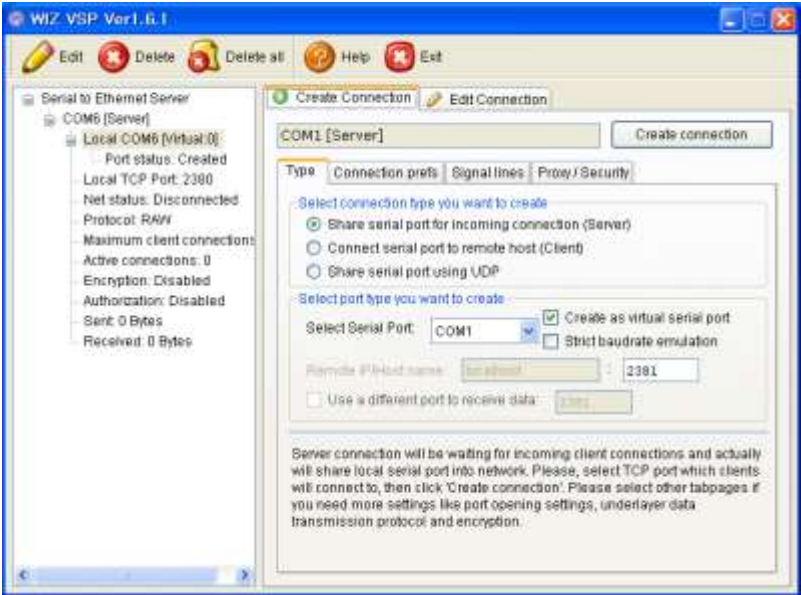 WIZ VSP Ver1.6.1
Edit Delete Delete all Help Exit
Serial to Ethernet Server
COM6 [Server]
Local COM6 [Virtual:0]
Port status: Created
Local TCP Port: 2380
Net status: Disconnected
Protocol: RAW
Maximum client connections
Active connections: 0
Encryption: Disabled
Authorization: Disabled
Sent: 0 Bytes
Received: 0 Bytes
Create Connection Edit Connection
COM1 [Server] Create connection
Type Connection prefs Signal lines Proxy / Security
Select connection type you want to create
Share serial port for incoming connection (Server)
Connect serial port to remote host (Client)
Share serial port using UDP
Select port type you want to create
Select Serial Port: COM1 Create as virtual serial port
Strict baudrate emulation
Remote IP/Host name: localhost : 2381
Use a different port to receive data:
Server connection will be waiting for incoming client connections and actually
will share local serial port into network. Please, select TCP port which clients
will connect to, then click 'Create connection'. Please select other tabpages if
you need more settings like port opening settings, underlayer data
transmission protocol and encryption.